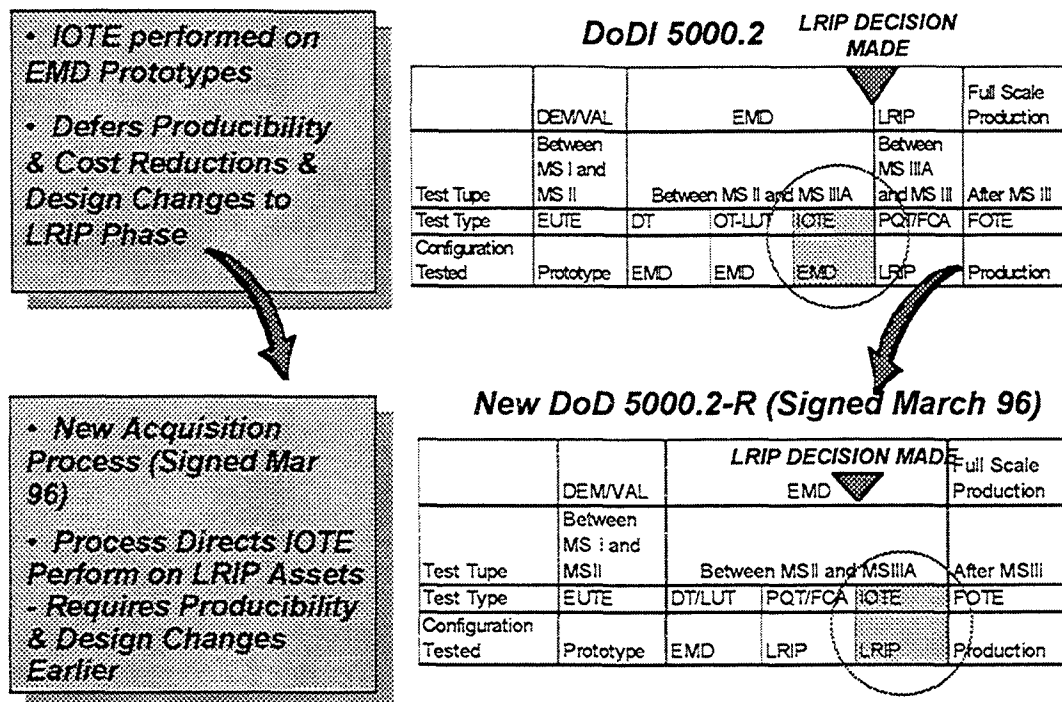 • IOTE performed on
EMD Prototypes
• Defers Producibility
& Cost Reductions &
Design Changes to
LRIP Phase
DoDI 5000.2
LRIP DECISION
MADE
DEM/VAL EMD LRIP Full Scale
Production
Test Tupe Between
MS I and
MS II Between MS II and MS IIIA Between
MS IIIA
and MS III After MS III
Test Type EUTE DT OT-LUT IOTE PQT/FCA FOTE
Configuration
Tested Prototype EMD EMD EMD LRIP Production
• New Acquisition
Process (Signed Mar
96)
• Process Directs IOTE
Perform on LRIP Assets
- Requires Producibility
& Design Changes
Earlier
New DoD 5000.2-R (Signed March 96)
LRIP DECISION MADE
DEM/VAL EMD Full Scale
Production
Test Tupe Between
MS I and
MSII Between MSII and MSIIIA After MSIII
Test Type EUTE DT/LUT PQT/FCA IOTE FOTE
Configuration
Tested Prototype EMD LRIP LRIP Production